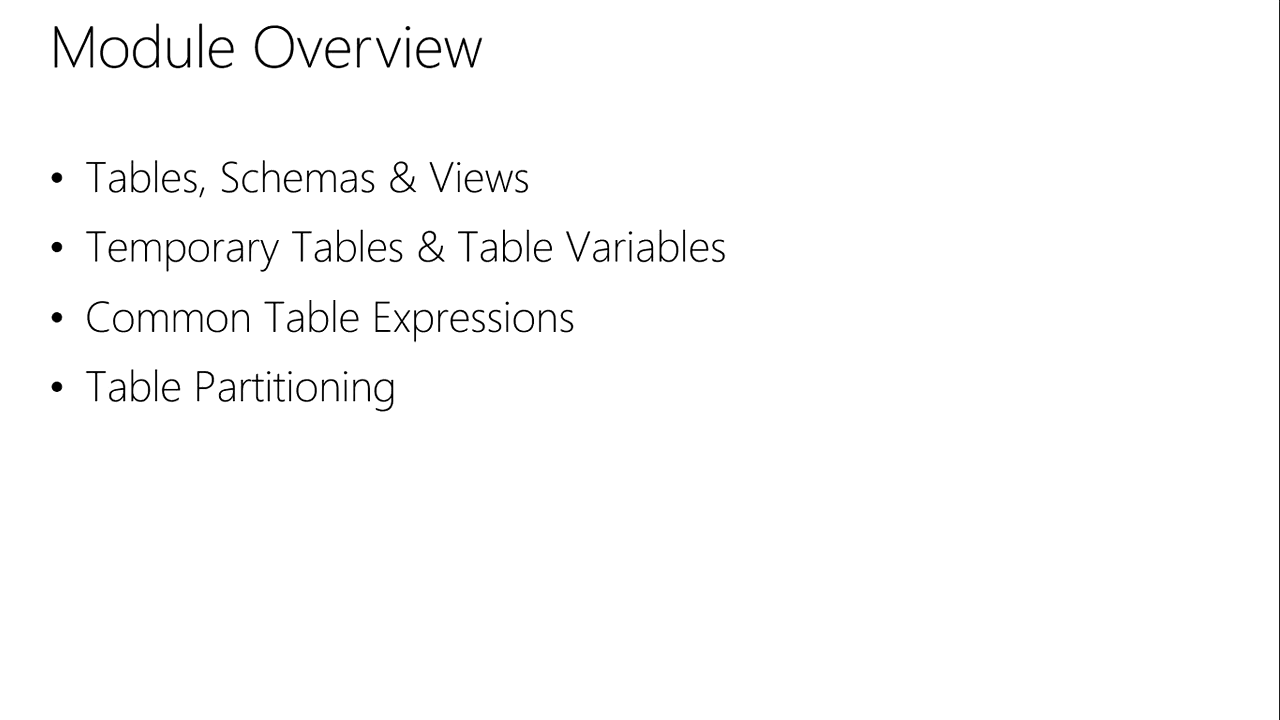 Module Overview
• Tables, Schemas & Views
• Temporary Tables & Table Variables
• Common Table Expressions
• Table Partitioning